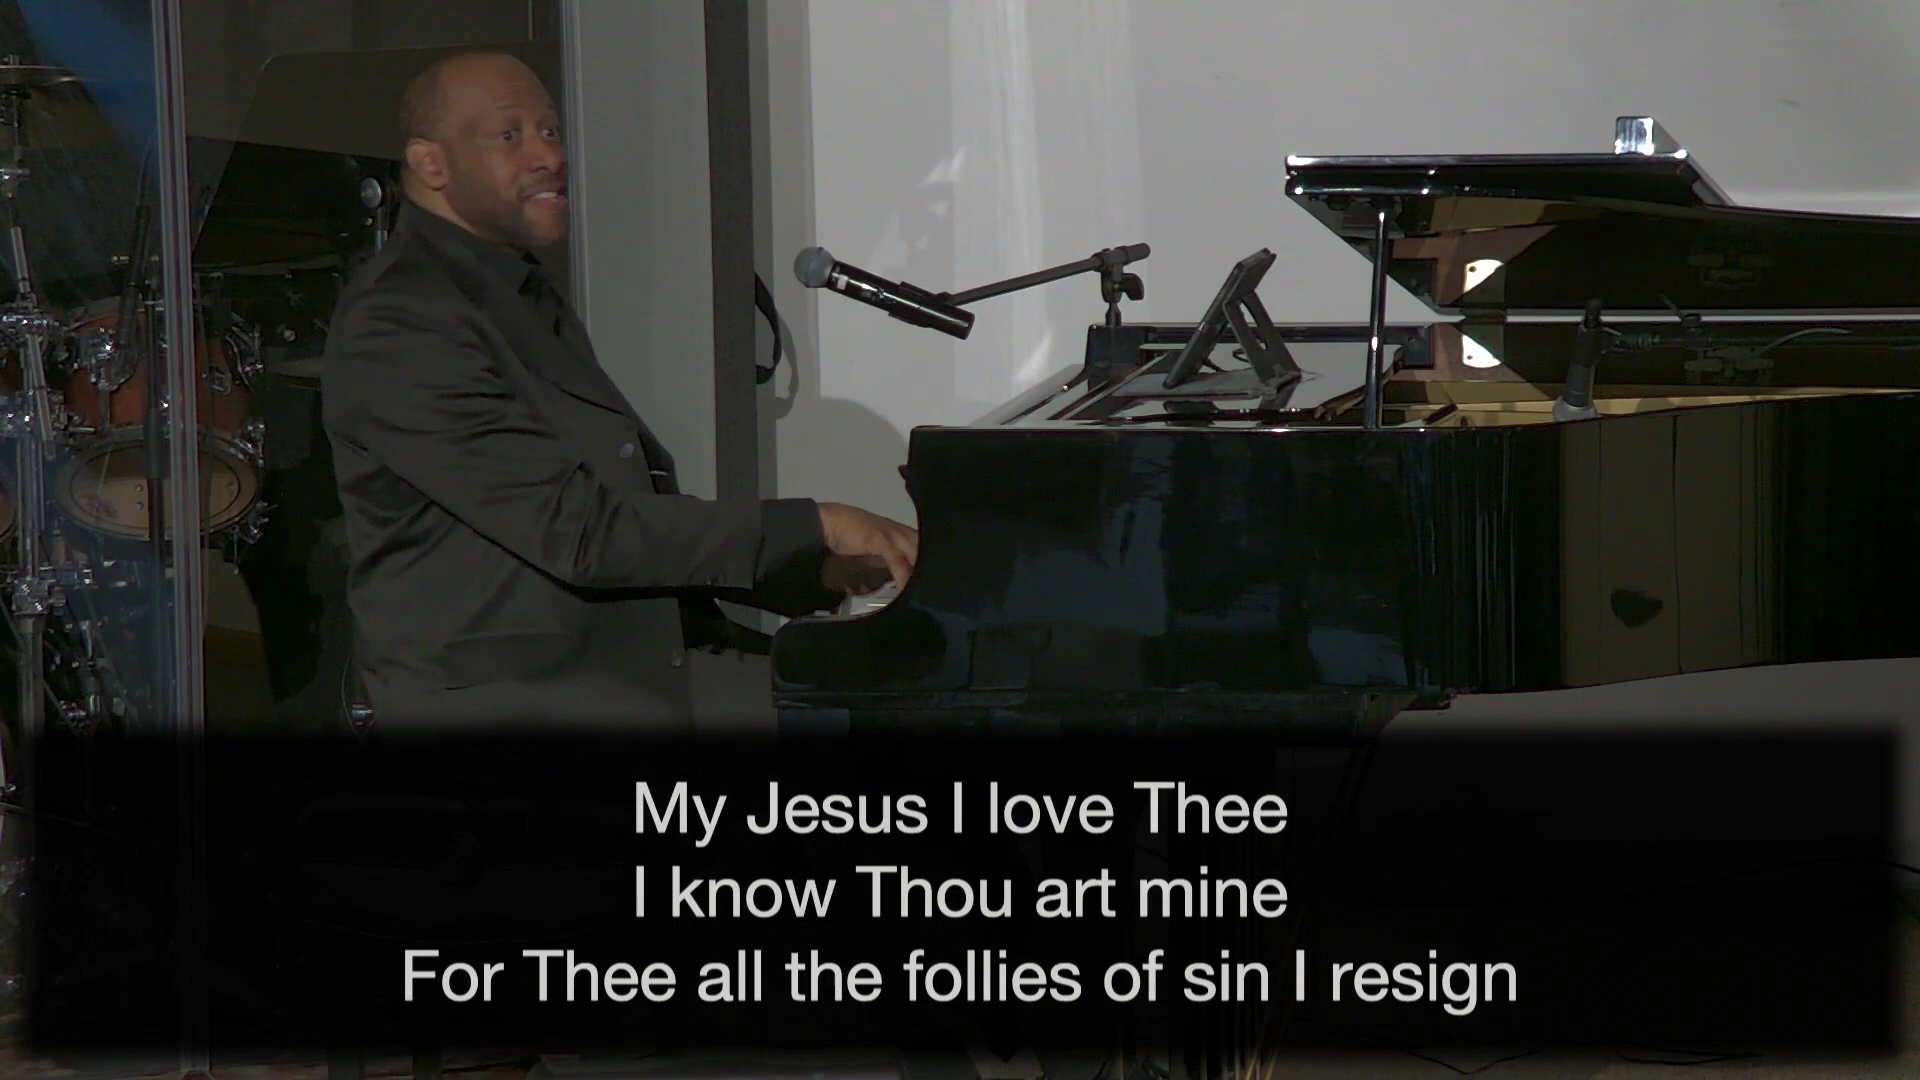 My Jesus I love Thee
I know Thou art mine
For Thee all the follies of sin I resign